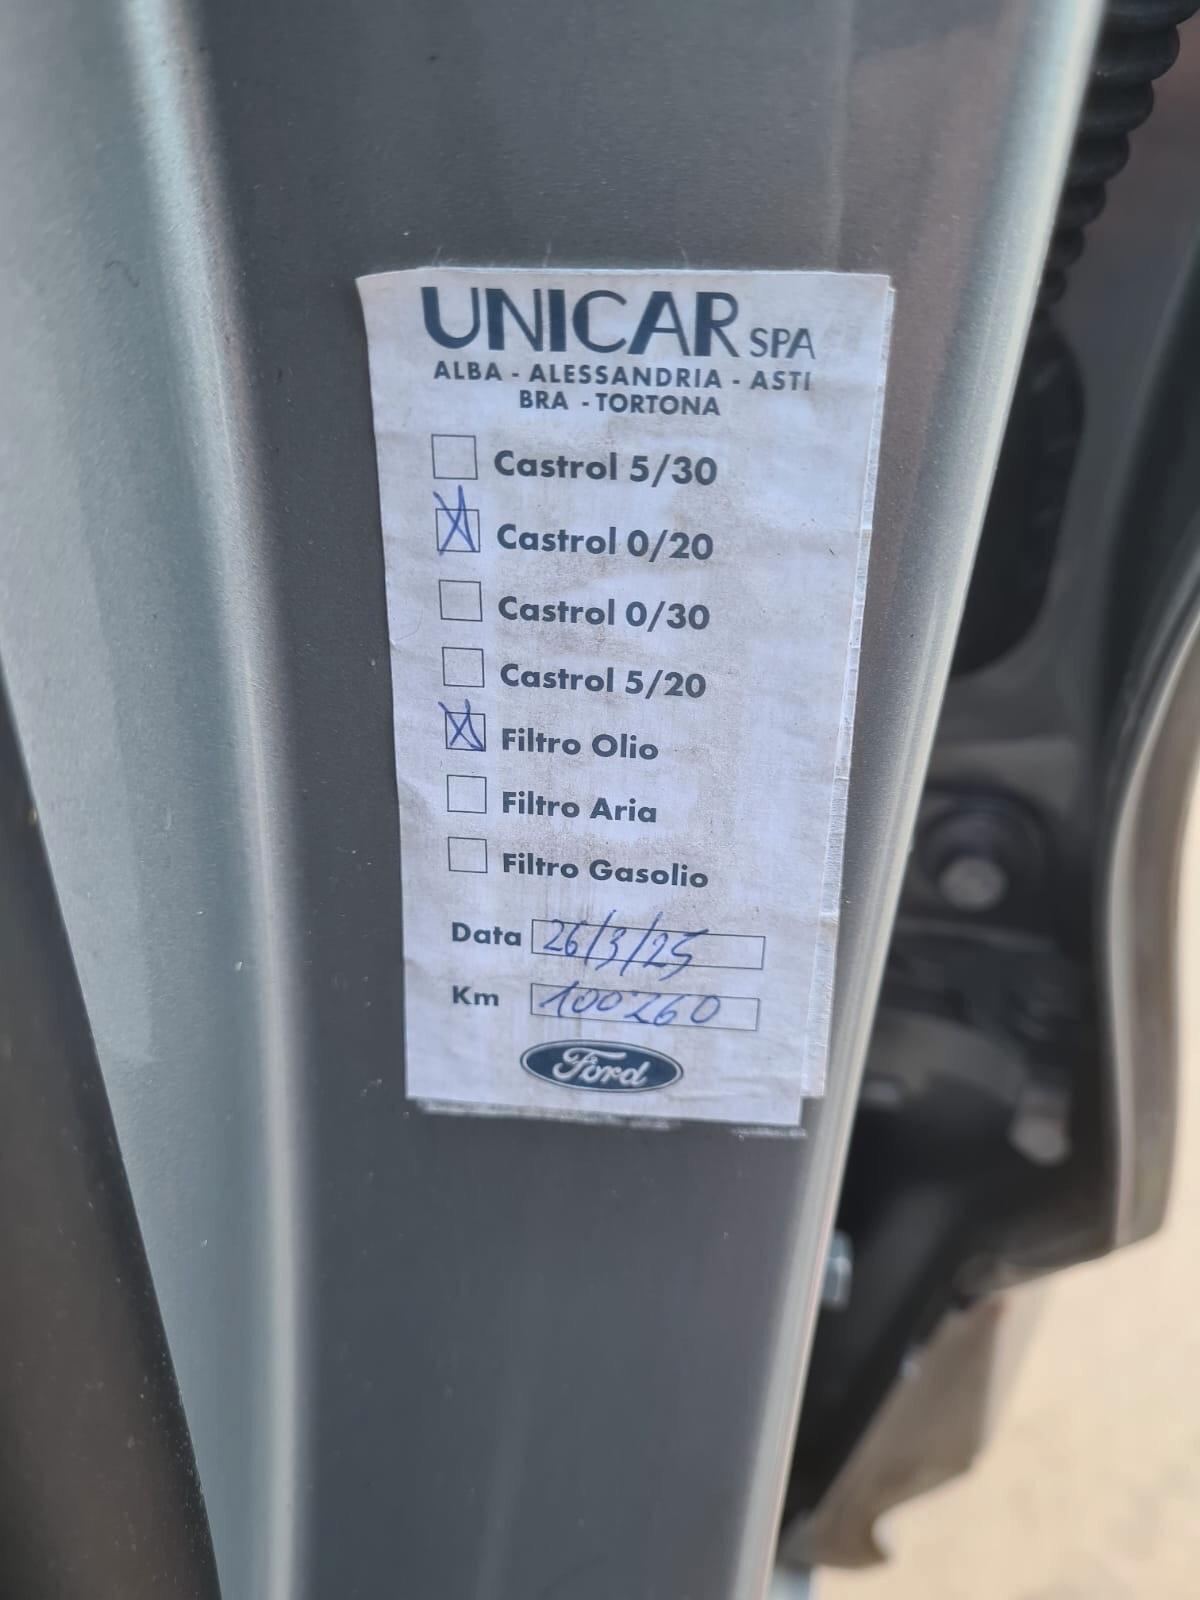 UNICAR SPA
ALBA - ALESSANDRIA - ASTI
BRA - TORTONA
Castrol 5/30
Castrol 0/20
Castrol 0/30
Castrol 5/20
Filtro Olio
Filtro Aria
Filtro Gasolio
Data 26/3/25
Km 100260
Ford